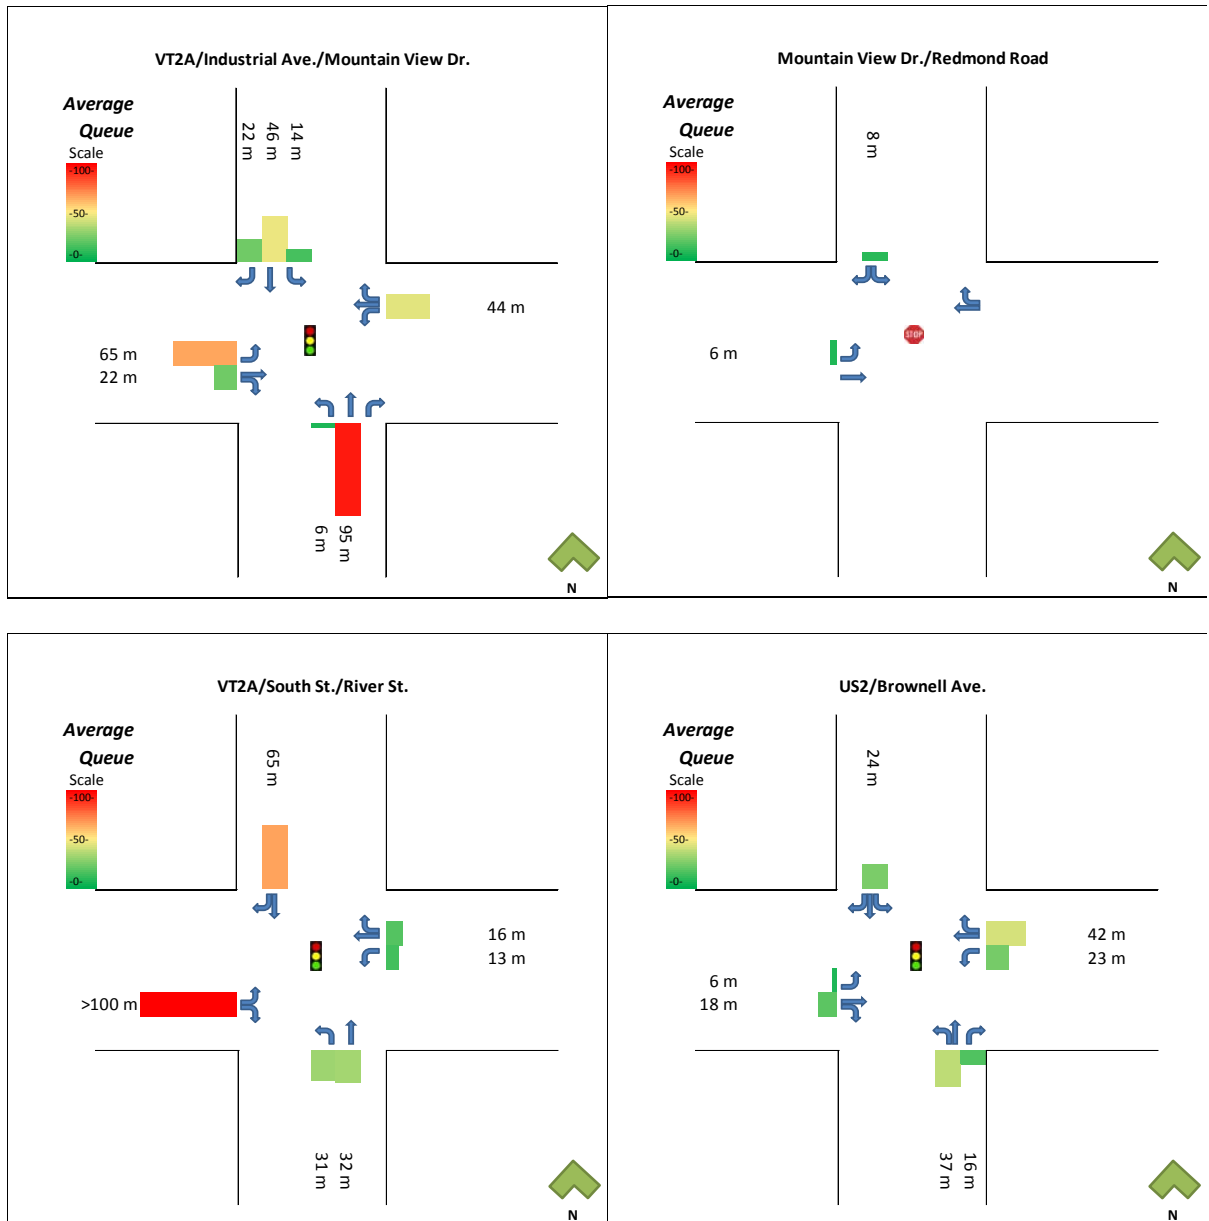 VT2A/Industrial Ave./Mountain View Dr.
Average
Queue
Scale
-100-
-50-
-0-
22 m
46 m
14 m
44 m
65 m
22 m
6 m
95 m
N
Mountain View Dr./Redmond Road
Average
Queue
Scale
-100-
-50-
-0-
8 m
6 m
STOP
N
VT2A/South St./River St.
Average
Queue
Scale
-100-
-50-
-0-
65 m
16 m
13 m
>100 m
31 m
32 m
N
US2/Brownell Ave.
Average
Queue
Scale
-100-
-50-
-0-
24 m
42 m
23 m
6 m
18 m
37 m
16 m
N